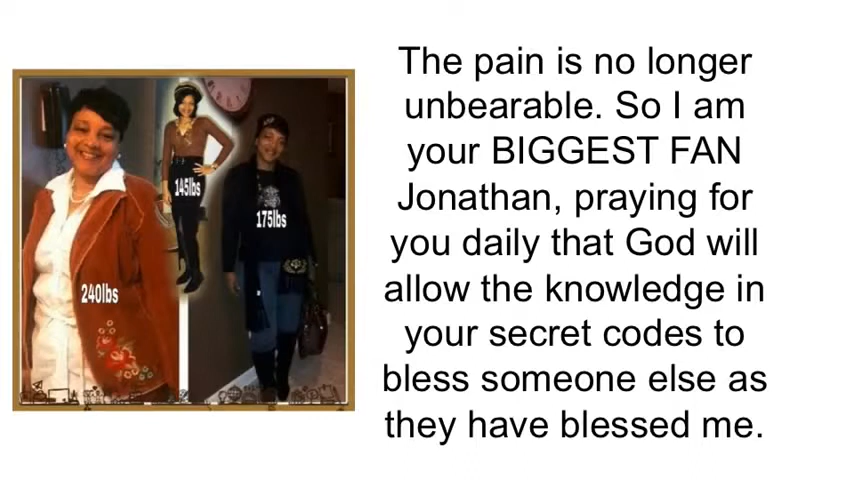 145lbs
175lbs
240lbs
The pain is no longer
unbearable. So I am
your BIGGEST FAN
Jonathan, praying for
you daily that God will
allow the knowledge in
your secret codes to
bless someone else as
they have blessed me.